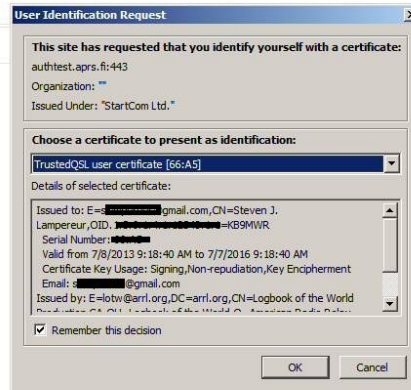 User Identification Request
This site has requested that you identify yourself with a certificate:
authtest.aprs.fi:443
Organization: ""
Issued Under: "StartCom Ltd."
Choose a certificate to present as identification:
TrustedQSL user certificate [66:A5]
Details of selected certificate:
Issued to: E=s gmail.com,CN=Steven J.
Lampereur,OID. =KB9MWR
Serial Number:
Valid from 7/8/2013 9:18:40 AM to 7/7/2016 9:18:40 AM
Certificate Key Usage: Signing,Non-repudiation,Key Encipherment
Email: s @gmail.com
Issued by: E=lotw@arrl.org,DC=arrl.org,CN=Logbook of the World
Remember this decision
OK
Cancel